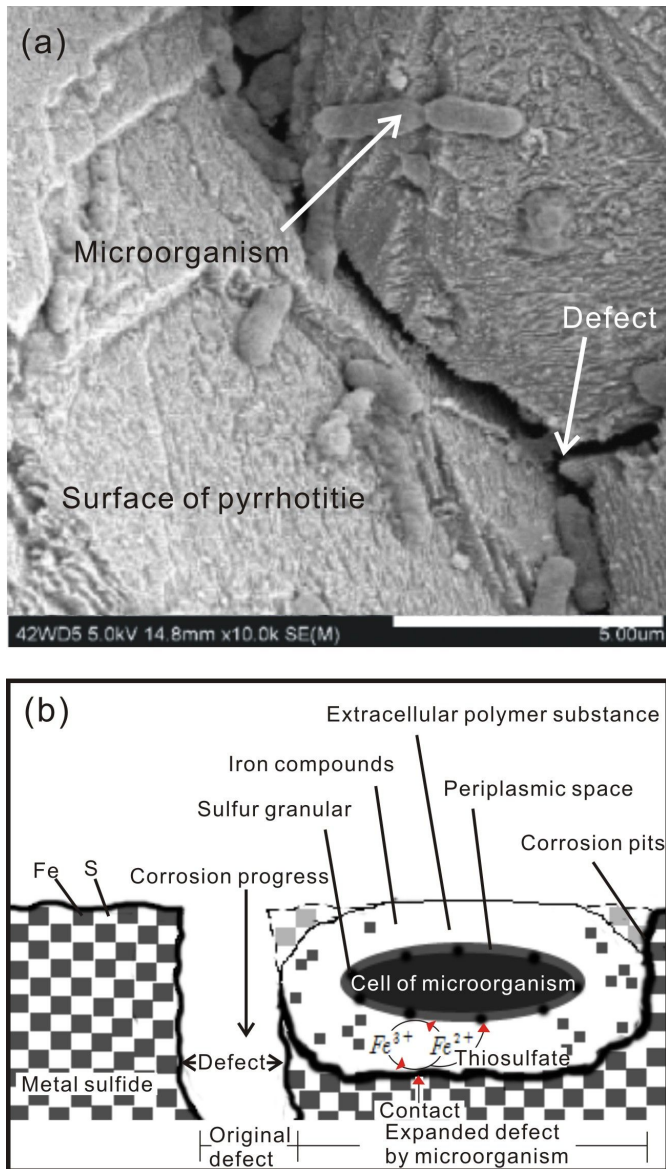 (a)
Microorganism
Defect
Surface of pyrrhotitie
42WD5 5.0kV 14.8mm x10.0k SE(M)
5.00um
(b)
Extracellular polymer substance
Iron compounds
Periplasmic space
Sulfur granular
Corrosion pits
Fe
S
Corrosion progress
Cell of microorganism
Fe3+
Fe2+
Thiosulfate
Defect
Metal sulfide
Contact
Original
defect
Expanded defect
by microorganism